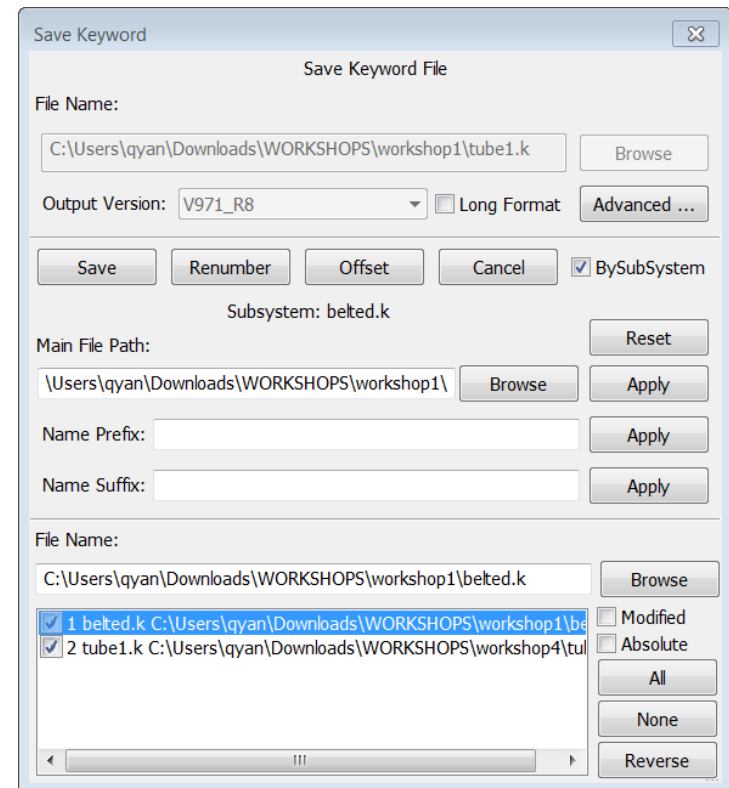 Save Keyword
Save Keyword File
File Name:
C:\Users\qyan\Downloads\WORKSHOPS\workshop1\tube1.k Browse
Output Version: V971_R8 Long Format Advanced ...
Save Renumber Offset Cancel BySubSystem
Subsystem: belted.k
Reset
Main File Path:
\Users\qyan\Downloads\WORKSHOPS\workshop1\ Browse Apply
Name Prefix: Apply
Name Suffix: Apply
File Name:
C:\Users\qyan\Downloads\WORKSHOPS\workshop1\belted.k Browse
1 belted.k C:\Users\qyan\Downloads\WORKSHOPS\workshop1\be Modified
2 tube1.k C:\Users\qyan\Downloads\WORKSHOPS\workshop4\tul Absolute
All
None
Reverse